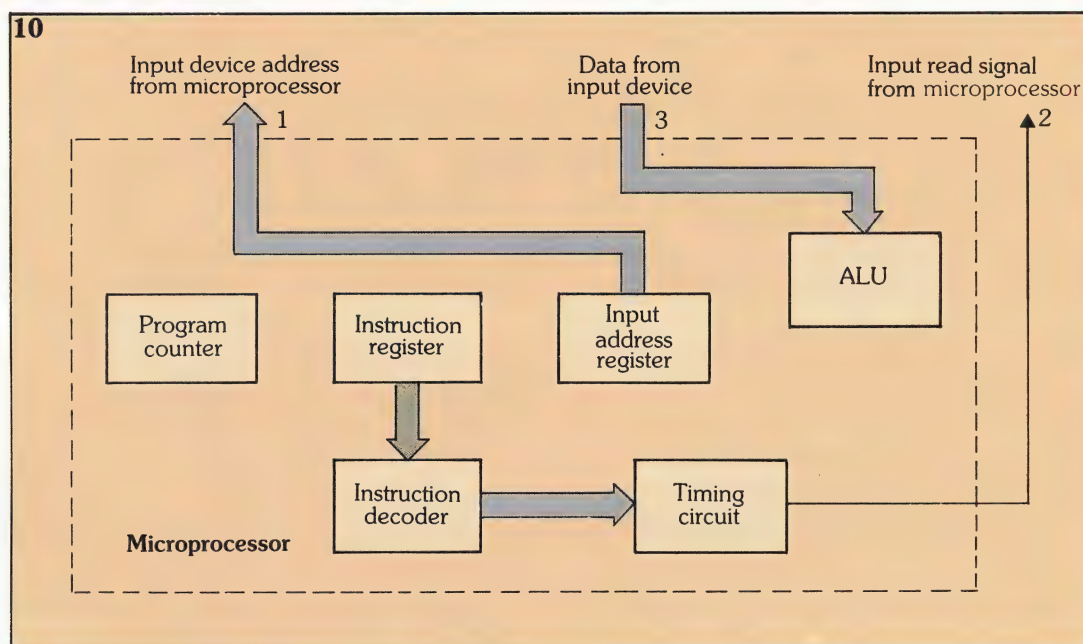 10
Input device address
from microprocessor
1
Data from
input device
3
Input read signal
from microprocessor
2
ALU
Program
counter
Instruction
register
Input
address
register
Instruction
decoder
Timing
circuit
Microprocessor